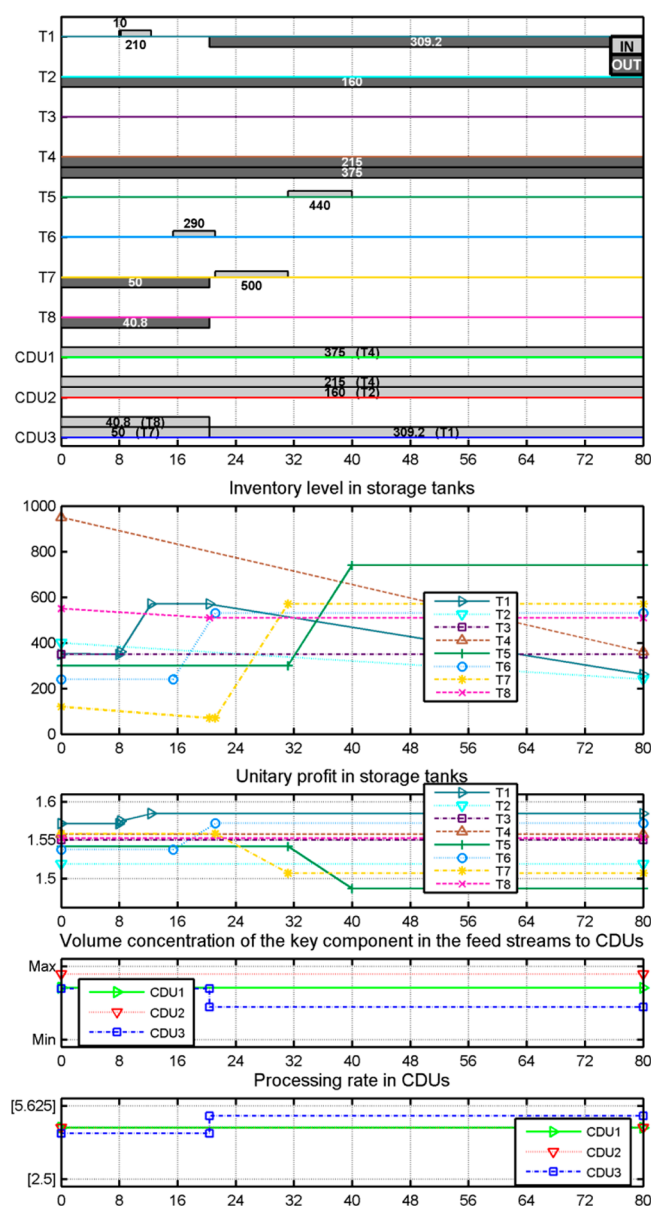 10
T1
210
309.2
IN
OUT
T2
160
T3
T4
215
375
T5
440
T6
290
T7
50
500
T8
40.8
CDU1
375 (T4)
CDU2
215 (T4)
160 (T2)
CDU3
40.8 (T8)
50 (T7)
309.2 (T1)
0 8 16 24 32 40 48 56 64 72 80
Inventory level in storage tanks
1000
800
600
400
200
0
T1
T2
T3
T4
T5
T6
T7
T8
0 8 16 24 32 40 48 56 64 72 80
Unitary profit in storage tanks
1.6
1.55
1.5
T1
T2
T3
T4
T5
T6
T7
T8
0 8 16 24 32 40 48 56 64 72 80
Volume concentration of the key component in the feed streams to CDUs
Max
Min
CDU1
CDU2
CDU3
0 8 16 24 32 40 48 56 64 72 80
Processing rate in CDUs
[5.625]
[2.5]
CDU1
CDU2
CDU3
0 8 16 24 32 40 48 56 64 72 80